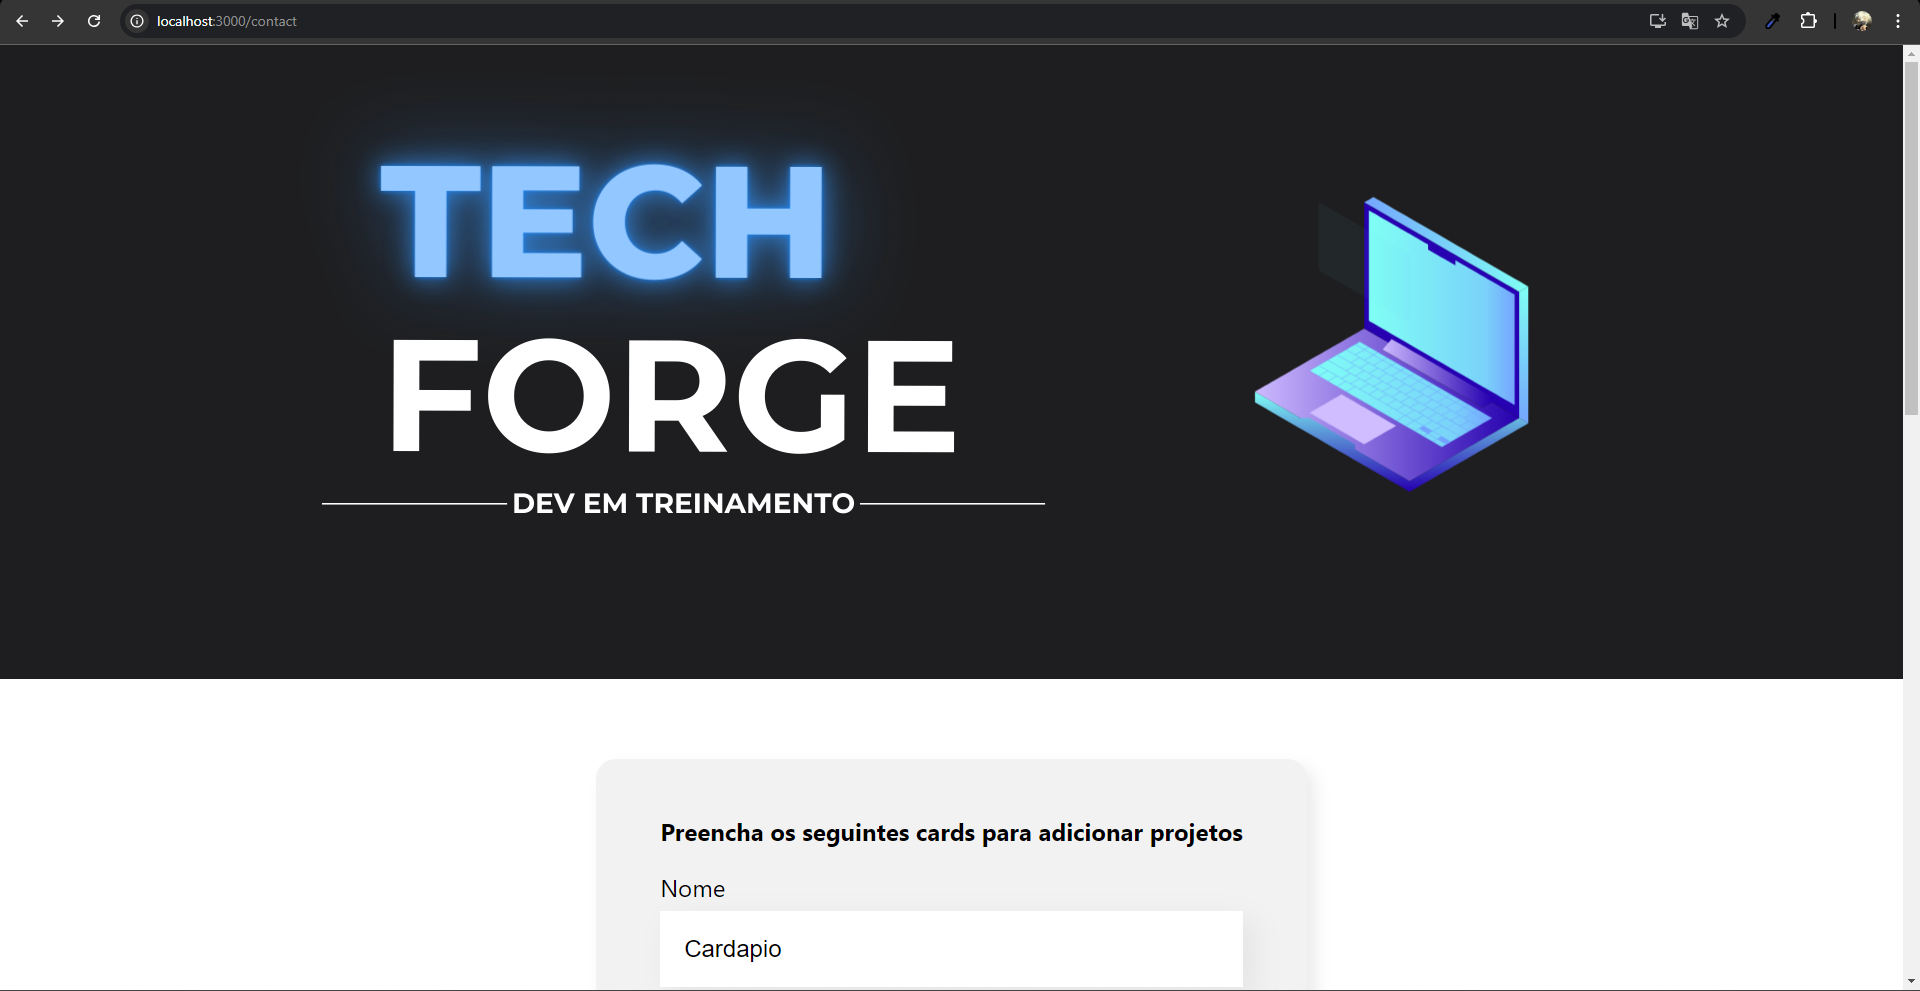 localhost:3000/contact
TECH
FORGE
DEV EM TREINAMENTO
Preencha os seguintes cards para adicionar projetos
Nome
Cardapio